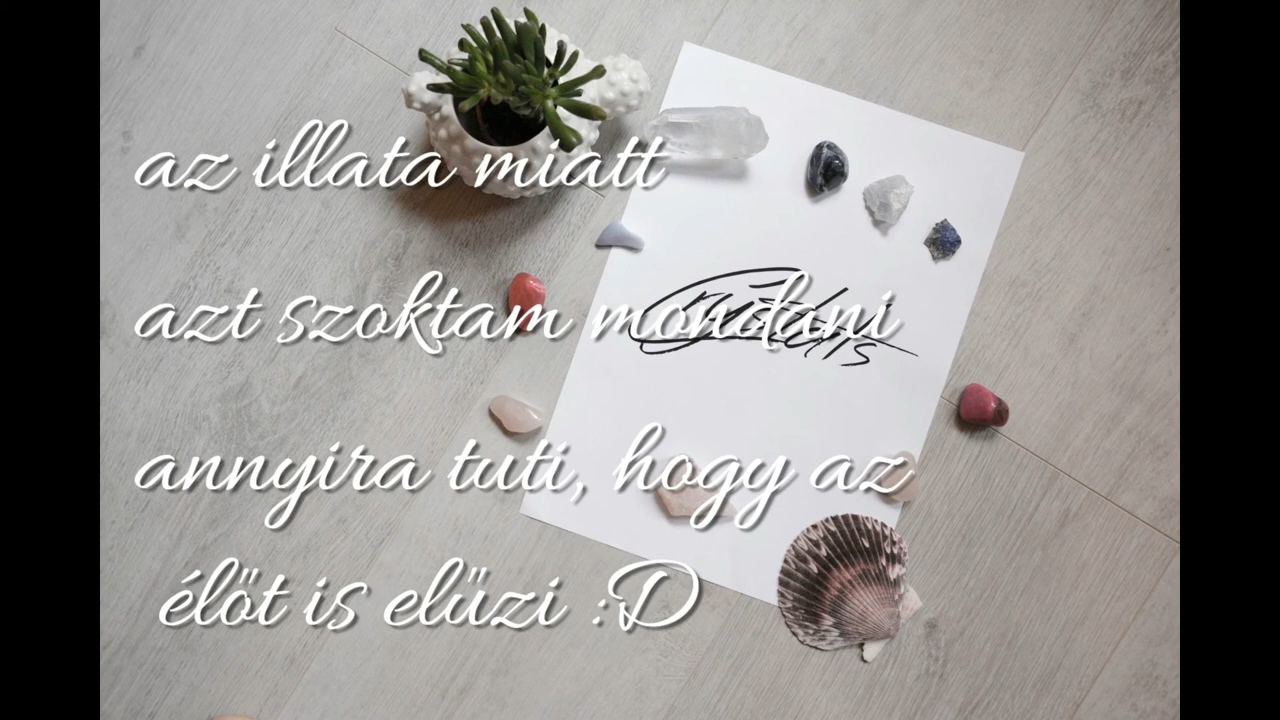 az illata miatt
azt szoktam mondani
annyira tuti, hogy az
élőt is elűzi :D